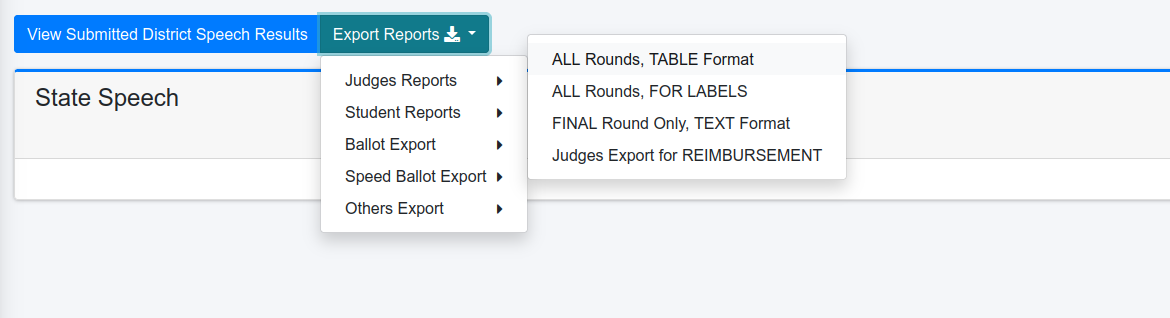 View Submitted District Speech Results
Export Reports
State Speech
Judges Reports
Student Reports
Ballot Export
Speed Ballot Export
Others Export
ALL Rounds, TABLE Format
ALL Rounds, FOR LABELS
FINAL Round Only, TEXT Format
Judges Export for REIMBURSEMENT